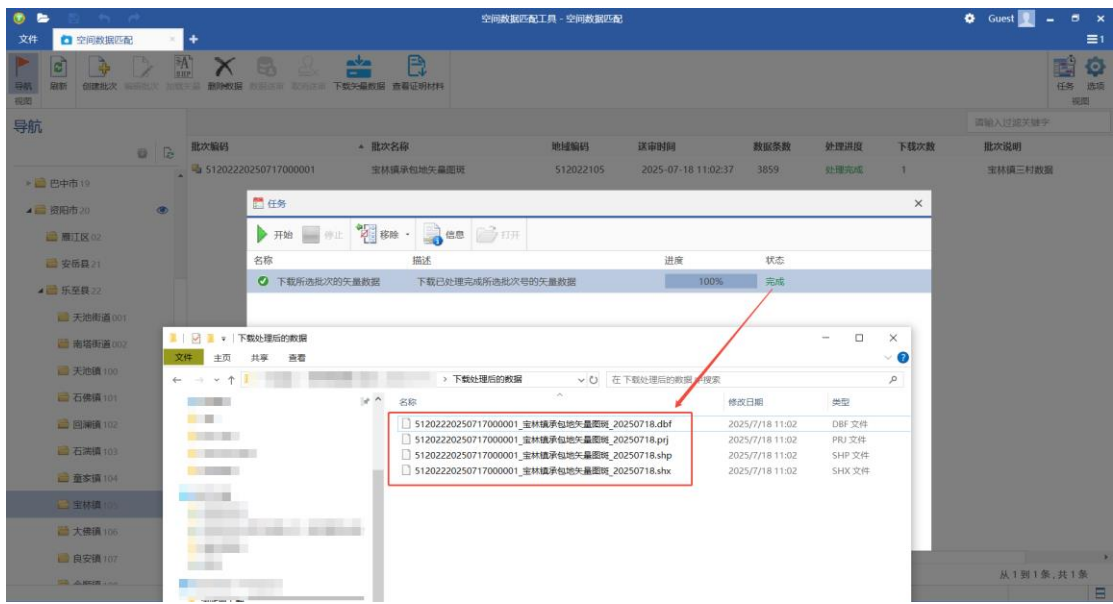 空间数据匹配工具 - 空间数据匹配
Guest
文件 空间数据匹配 × +
1
导航 刷新 创建批次 删除数据 下载矢量数据 查看证明材料 任务 选项
视图 视图
导航
请输入过滤关键字
批次编码 批次名称 地域编码 送审时间 数据条数 处理进度 下载次数 批次说明
51202220250717000001 宝林镇承包地矢量图斑 512022105 2025-07-18 11:02:37 3859 处理完成 1 宝林镇三村数据
巴中市 19
资阳市 20
雁江区 02
安岳县 21
乐至县 22
天池街道 001
南塔街道 002
天池镇 100
石佛镇 101
回澜镇 102
石湍镇 103
童家镇 104
宝林镇 105
大佛镇 106
良安镇 107
任务
开始 停止 移除 信息 打开
名称 描述 进度 状态
下载所选批次的矢量数据 下载已处理完成所选批次号的矢量数据 100% 完成
下载处理后的数据
文件 主页 共享 查看
下载处理后的数据 在 下载处理后的数据 中搜索
名称 修改日期 类型
51202220250717000001_宝林镇承包地矢量图斑_20250718.dbf 2025/7/18 11:02 DBF 文件
51202220250717000001_宝林镇承包地矢量图斑_20250718.prj 2025/7/18 11:02 PRJ 文件
51202220250717000001_宝林镇承包地矢量图斑_20250718.shp 2025/7/18 11:02 SHP 文件
51202220250717000001_宝林镇承包地矢量图斑_20250718.shx 2025/7/18 11:02 SHX 文件
从 1 到 1 条, 共 1 条